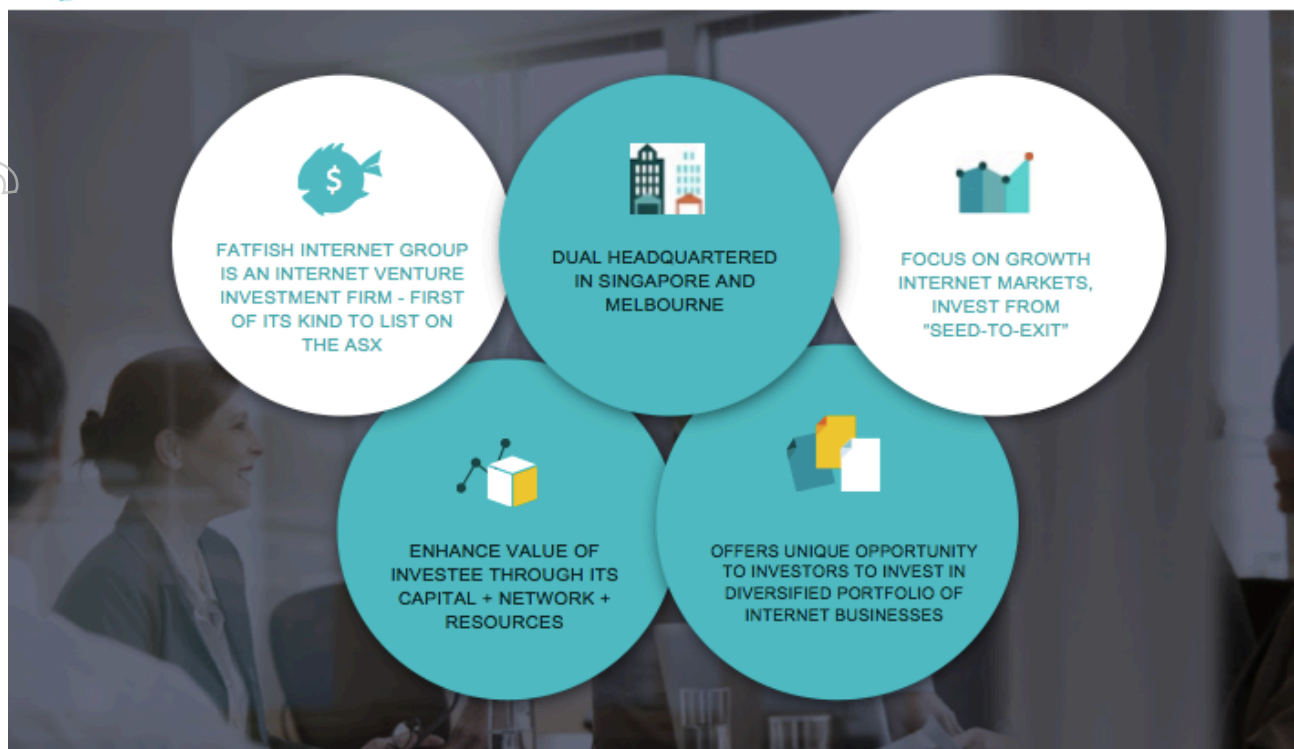 $
FATFISH INTERNET GROUP
IS AN INTERNET VENTURE
INVESTMENT FIRM - FIRST
OF ITS KIND TO LIST ON
THE ASX
DUAL HEADQUARTERED
IN SINGAPORE AND
MELBOURNE
FOCUS ON GROWTH
INTERNET MARKETS,
INVEST FROM
"SEED-TO-EXIT"
ENHANCE VALUE OF
INVESTEE THROUGH ITS
CAPITAL + NETWORK +
RESOURCES
OFFERS UNIQUE OPPORTUNITY
TO INVESTORS TO INVEST IN
DIVERSIFIED PORTFOLIO OF
INTERNET BUSINESSES